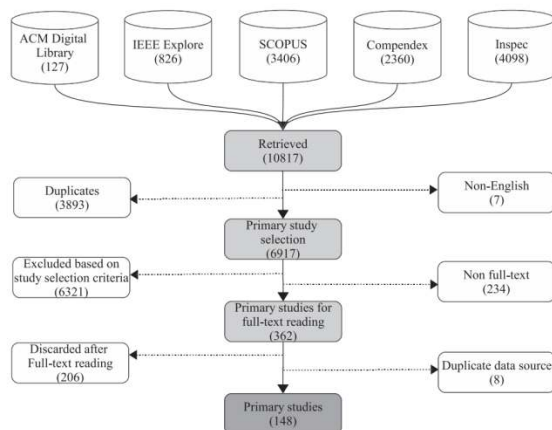 ACM Digital
Library
(127)
IEEE Explore
(826)
SCOPUS
(3406)
Compendex
(2360)
Inspec
(4098)
Retrieved
(10817)
Duplicates
(3893)
Non-English
(7)
Primary study
selection
(6917)
Excluded based on
study selection criteria
(6321)
Non full-text
(234)
Primary studies for
full-text reading
(362)
Discarded after
Full-text reading
(206)
Duplicate data source
(8)
Primary studies
(148)